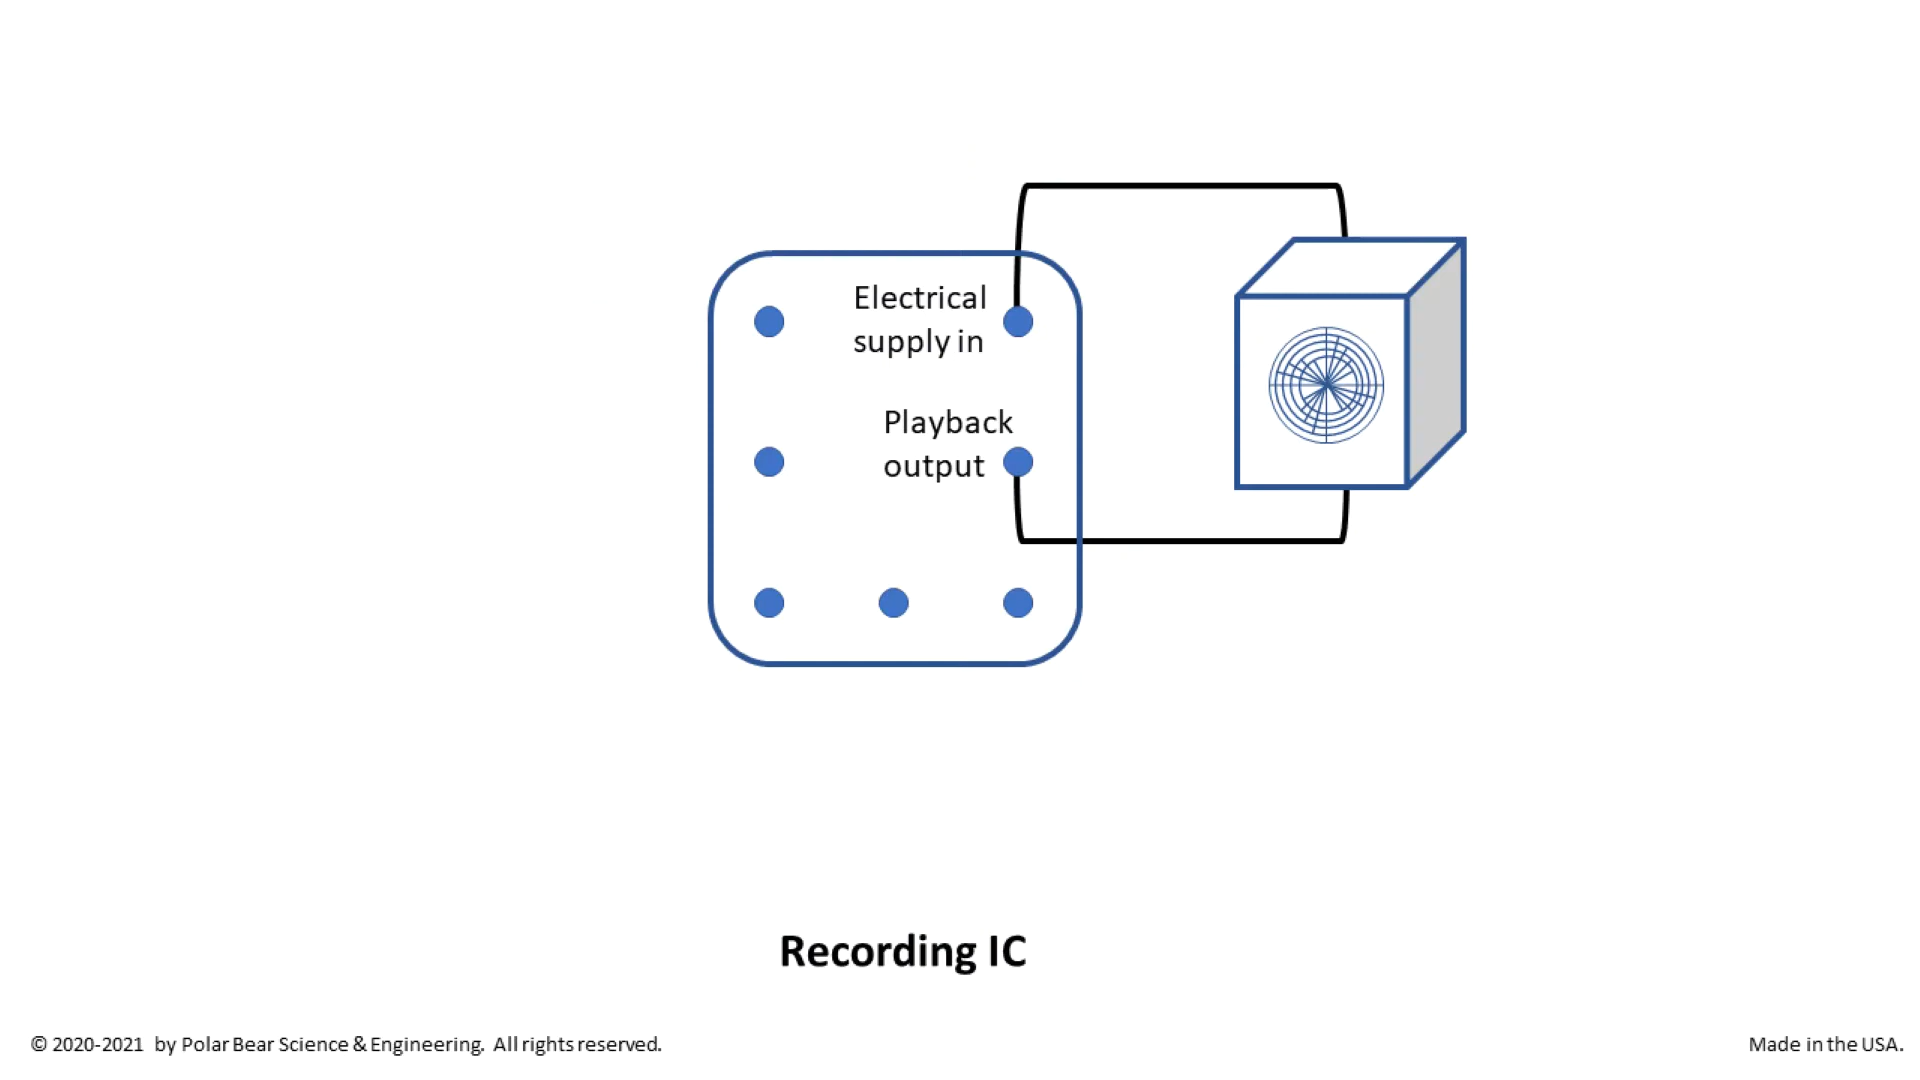 Electrical
supply in
Playback
output
Recording IC
© 2020-2021 by Polar Bear Science & Engineering. All rights reserved.
Made in the USA.